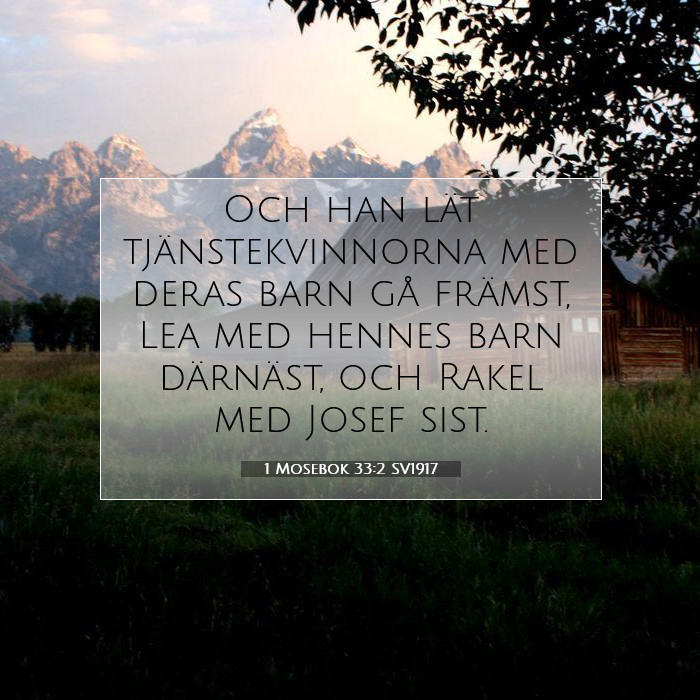 Och han lät
tjänstekvinnorna med
deras barn gå främst,
Lea med hennes barn
därnäst, och Rakel
med Josef sist.
1 Mosebok 33:2 SV1917